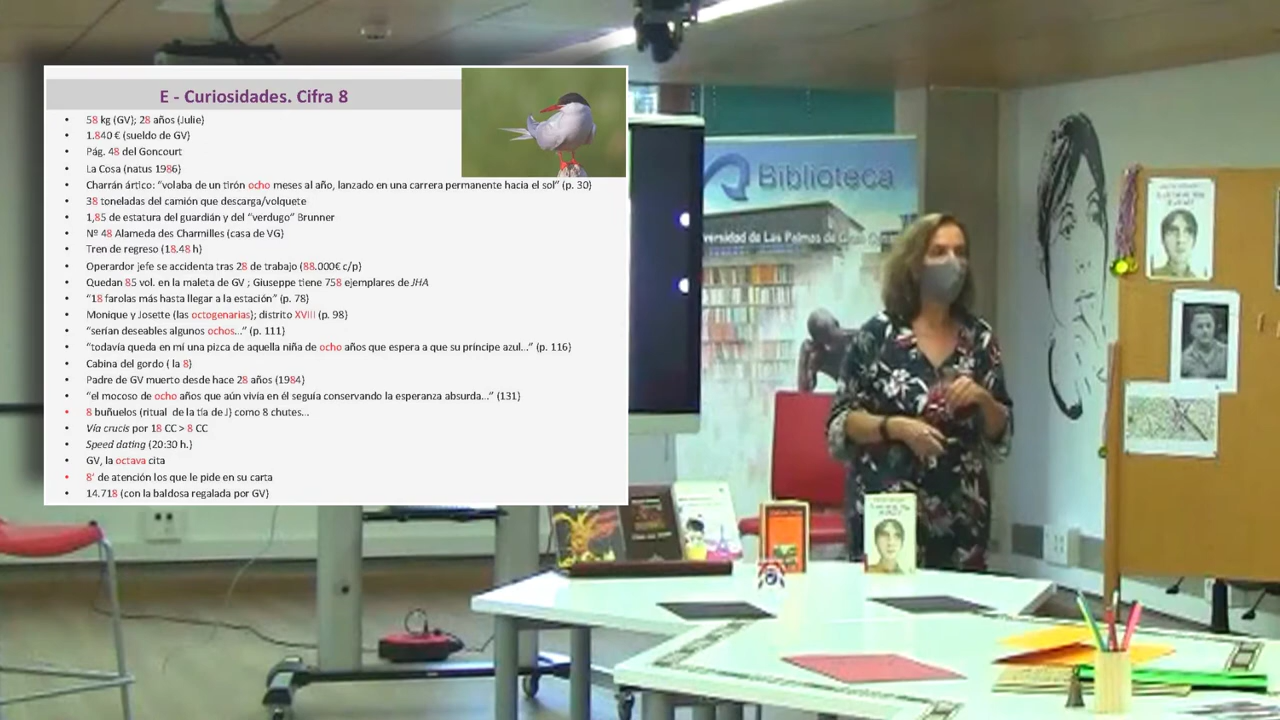 E - Curiosidades. Cifra 8
• 58 kg (GV); 28 años (Julie)
• 1.840 € (sueldo de GV)
• Pág. 48 del Goncourt
• La Cosa (natus 1986)
• Charrán ártico: “volaba de un tirón ocho meses al año, lanzado en una carrera permanente hacia el sol” (p. 30)
• 38 toneladas del camión que descarga/volquete
• 1,85 de estatura del guardián y del “verdugo” Brunner
• Nº 48 Alameda des Charmilles (casa de VG)
• Tren de regreso (18.48 h)
• Operardor jefe se accidenta tras 28 de trabajo (88.000€ c/p)
• Quedan 85 vol. en la maleta de GV ; Giuseppe tiene 758 ejemplares de JHA
• “18 farolas más hasta llegar a la estación” (p. 78)
• Monique y Josette (las octogenarias); distrito XVIII (p. 98)
• “serían deseables algunos ochos...” (p. 111)
• “todavía queda en mí una pizca de aquella niña de ocho años que espera a que su príncipe azul...” (p. 116)
• Cabina del gordo ( la 8)
• Padre de GV muerto desde hace 28 años (1984)
• “el mocoso de ocho años que aún vivía en él seguía conservando la esperanza absurda...” (131)
• 8 buñuelos (ritual de la tía de J) como 8 chutes...
• Vía crucis por 18 CC > 8 CC
• Speed dating (20:30 h.)
• GV, la octava cita
• 8’ de atención los que le pide en su carta
• 14.718 (con la baldosa regalada por GV)
Biblioteca
versidad de Las Palmas de Gran